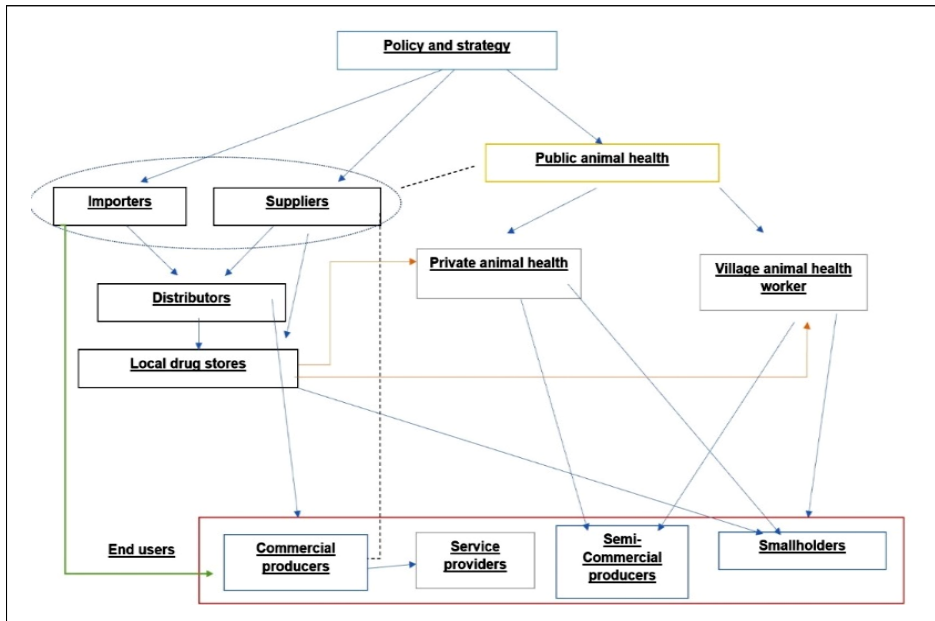 Policy and strategy
Public animal health
Importers
Suppliers
Private animal health
Village animal health
worker
Distributors
Local drug stores
End users
Commercial
producers
Service
providers
Semi-
Commercial
producers
Smallholders